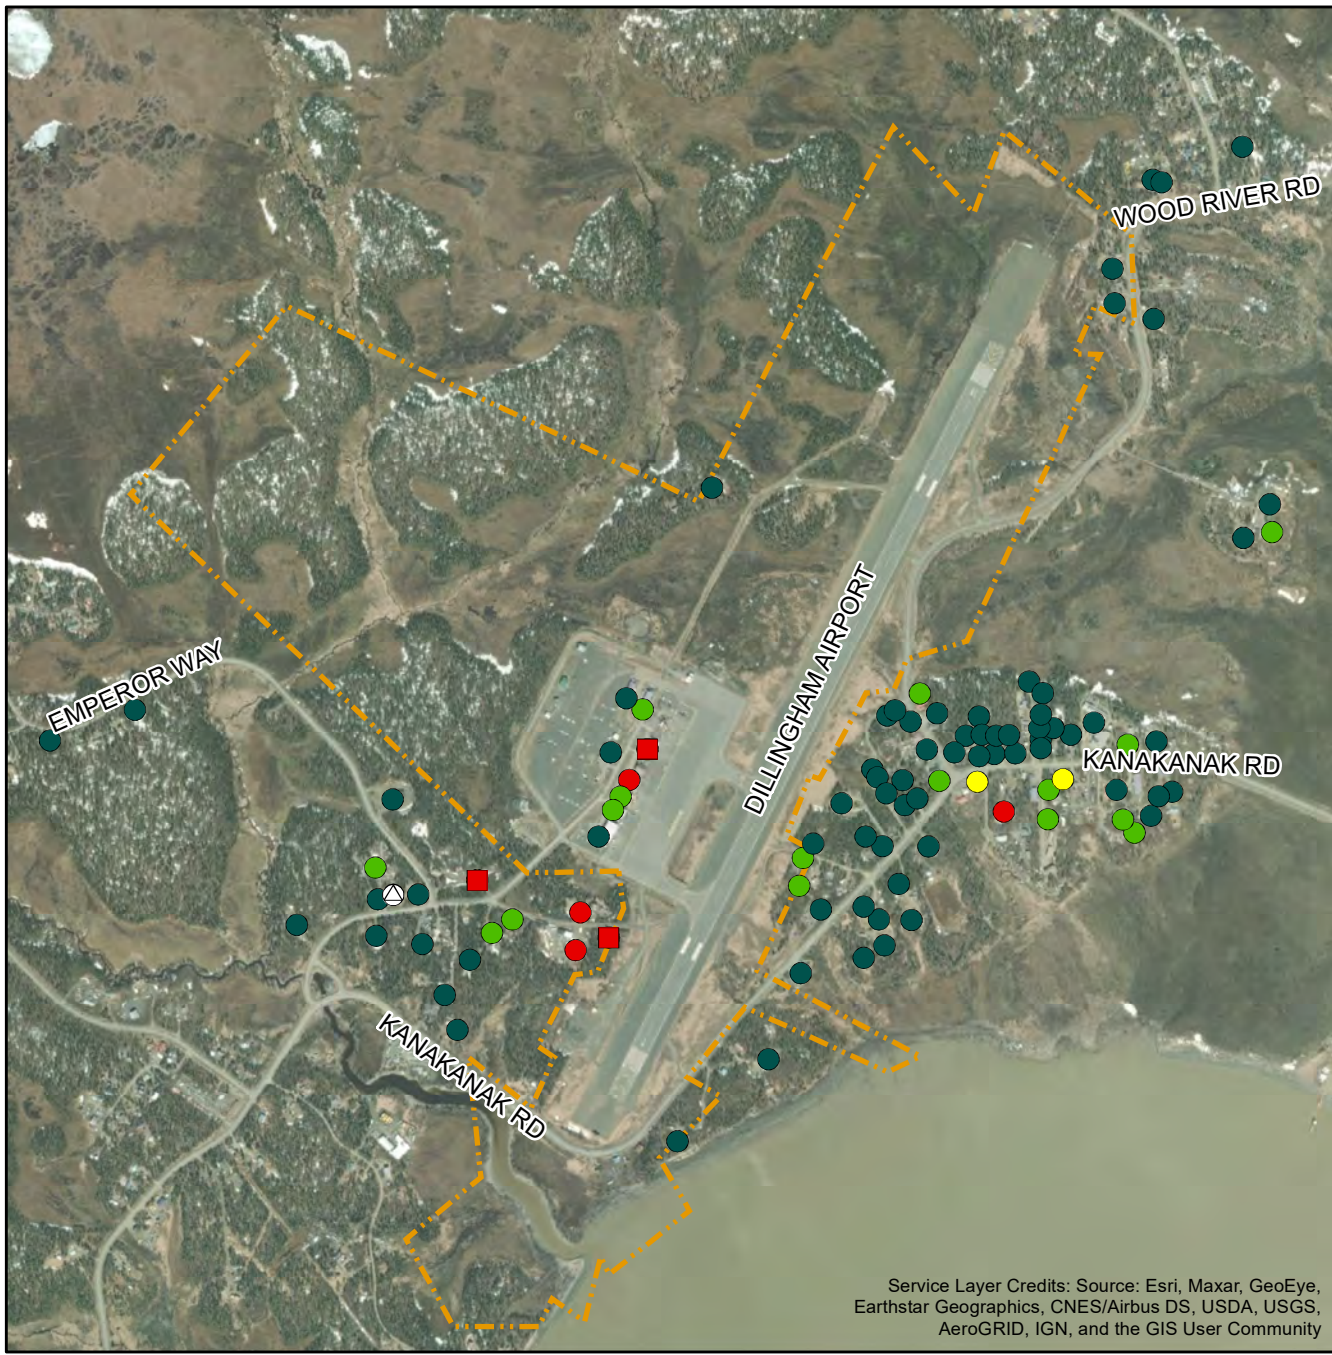 WOOD RIVER RD
DILLINGHAM AIRPORT
EMPEROR WAY
KANAKANAK RD
KANAKANAK RD
Service Layer Credits: Source: Esri, Maxar, GeoEye,
Earthstar Geographics, CNES/Airbus DS, USDA, USGS,
AeroGRID, IGN, and the GIS User Community